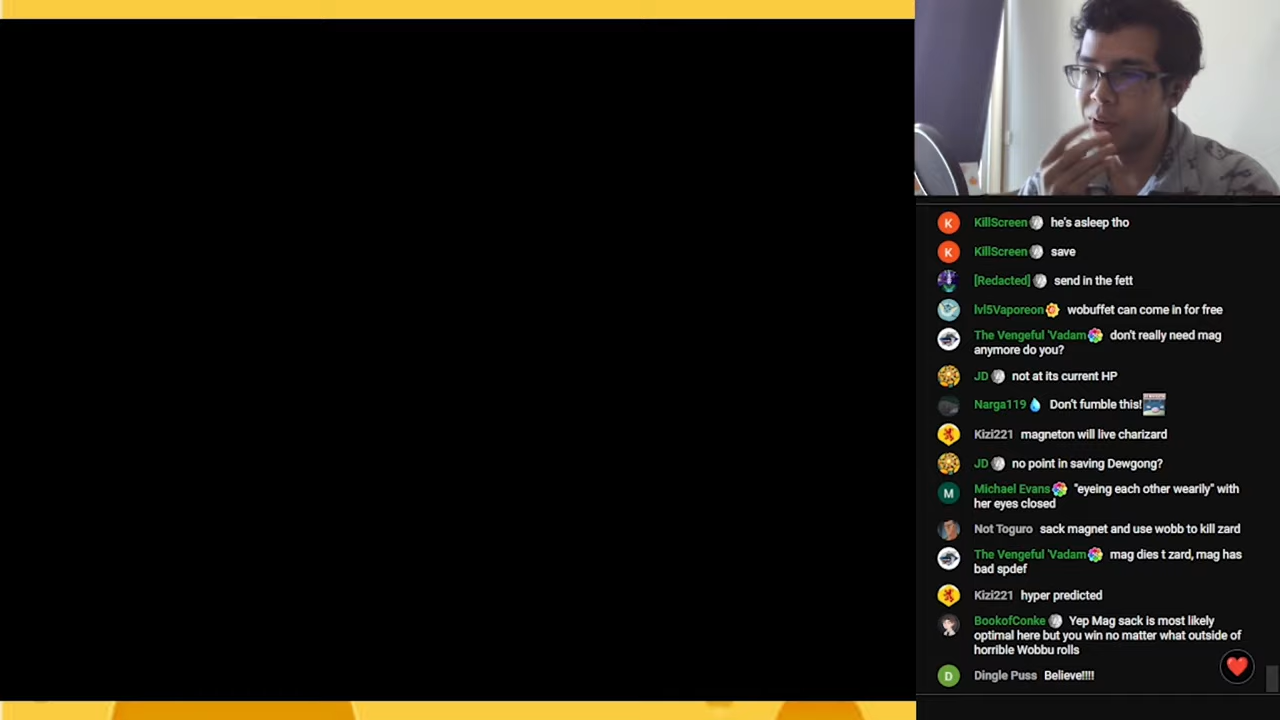 K KillScreen he's asleep tho
K KillScreen save
[Redacted] send in the fett
lvl5Vaporeon wobuffet can come in for free
The Vengeful 'Vadam don't really need mag
anymore do you?
JD not at its current HP
Narga119 Don't fumble this!
Kizi221 magneton will live charizard
JD no point in saving Dewgong?
M Michael Evans "eyeing each other wearily" with
her eyes closed
Not Toguro sack magnet and use wobb to kill zard
The Vengeful 'Vadam mag dies t zard, mag has
bad spdef
Kizi221 hyper predicted
BookofConke Yep Mag sack is most likely
optimal here but you win no matter what outside of
horrible Wobbu rolls
D Dingle Puss Believe!!!!